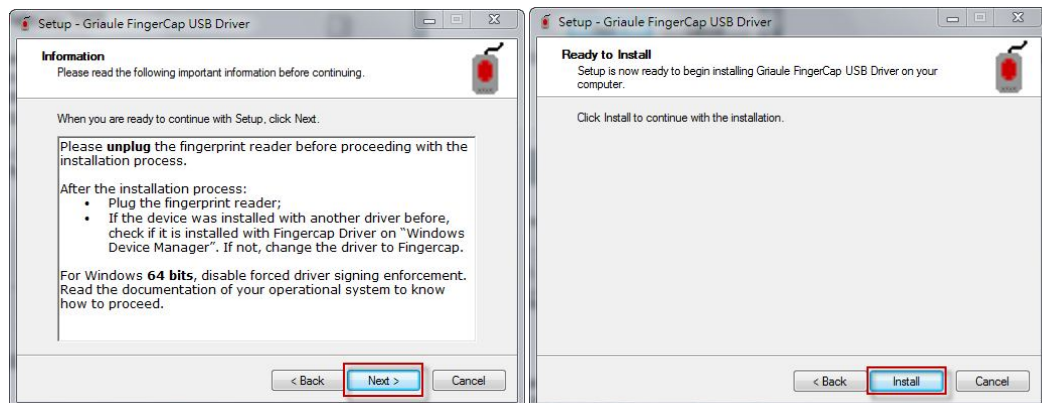 Setup - Griaule FingerCap USB Driver
Information
Please read the following important information before continuing.
When you are ready to continue with Setup, click Next.
Please unplug the fingerprint reader before proceeding with the
installation process.
After the installation process:
• Plug the fingerprint reader;
• If the device was installed with another driver before,
check if it is installed with Fingercap Driver on "Windows
Device Manager". If not, change the driver to Fingercap.
For Windows 64 bits, disable forced driver signing enforcement.
Read the documentation of your operational system to know
how to proceed.
< Back
Next >
Cancel
Setup - Griaule FingerCap USB Driver
Ready to Install
Setup is now ready to begin installing Griaule FingerCap USB Driver on your
computer.
Click Install to continue with the installation.
< Back
Install
Cancel